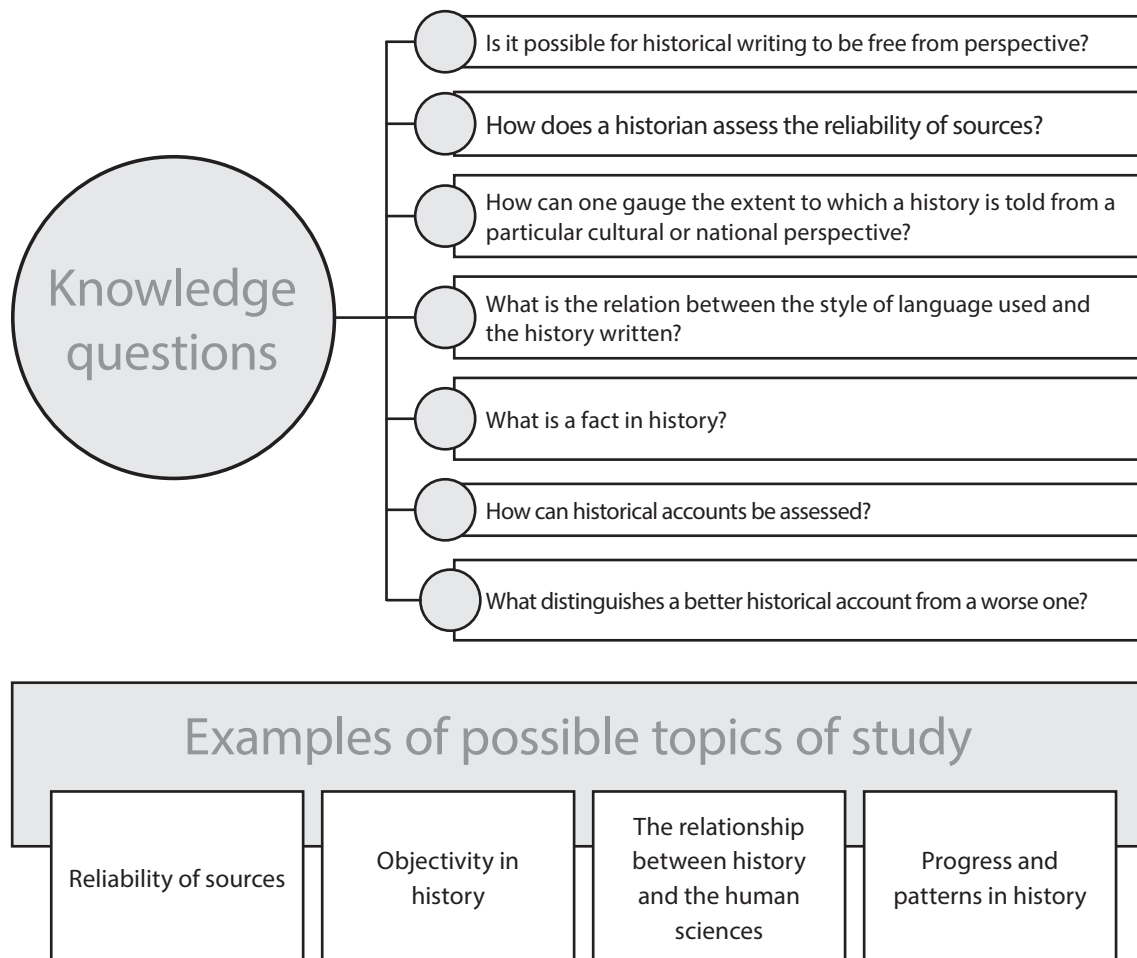 Knowledge
questions
Is it possible for historical writing to be free from perspective?
How does a historian assess the reliability of sources?
How can one gauge the extent to which a history is told from a
particular cultural or national perspective?
What is the relation between the style of language used and
the history written?
What is a fact in history?
How can historical accounts be assessed?
What distinguishes a better historical account from a worse one?
Examples of possible topics of study
Reliability of sources
Objectivity in
history
The relationship
between history
and the human
sciences
Progress and
patterns in history